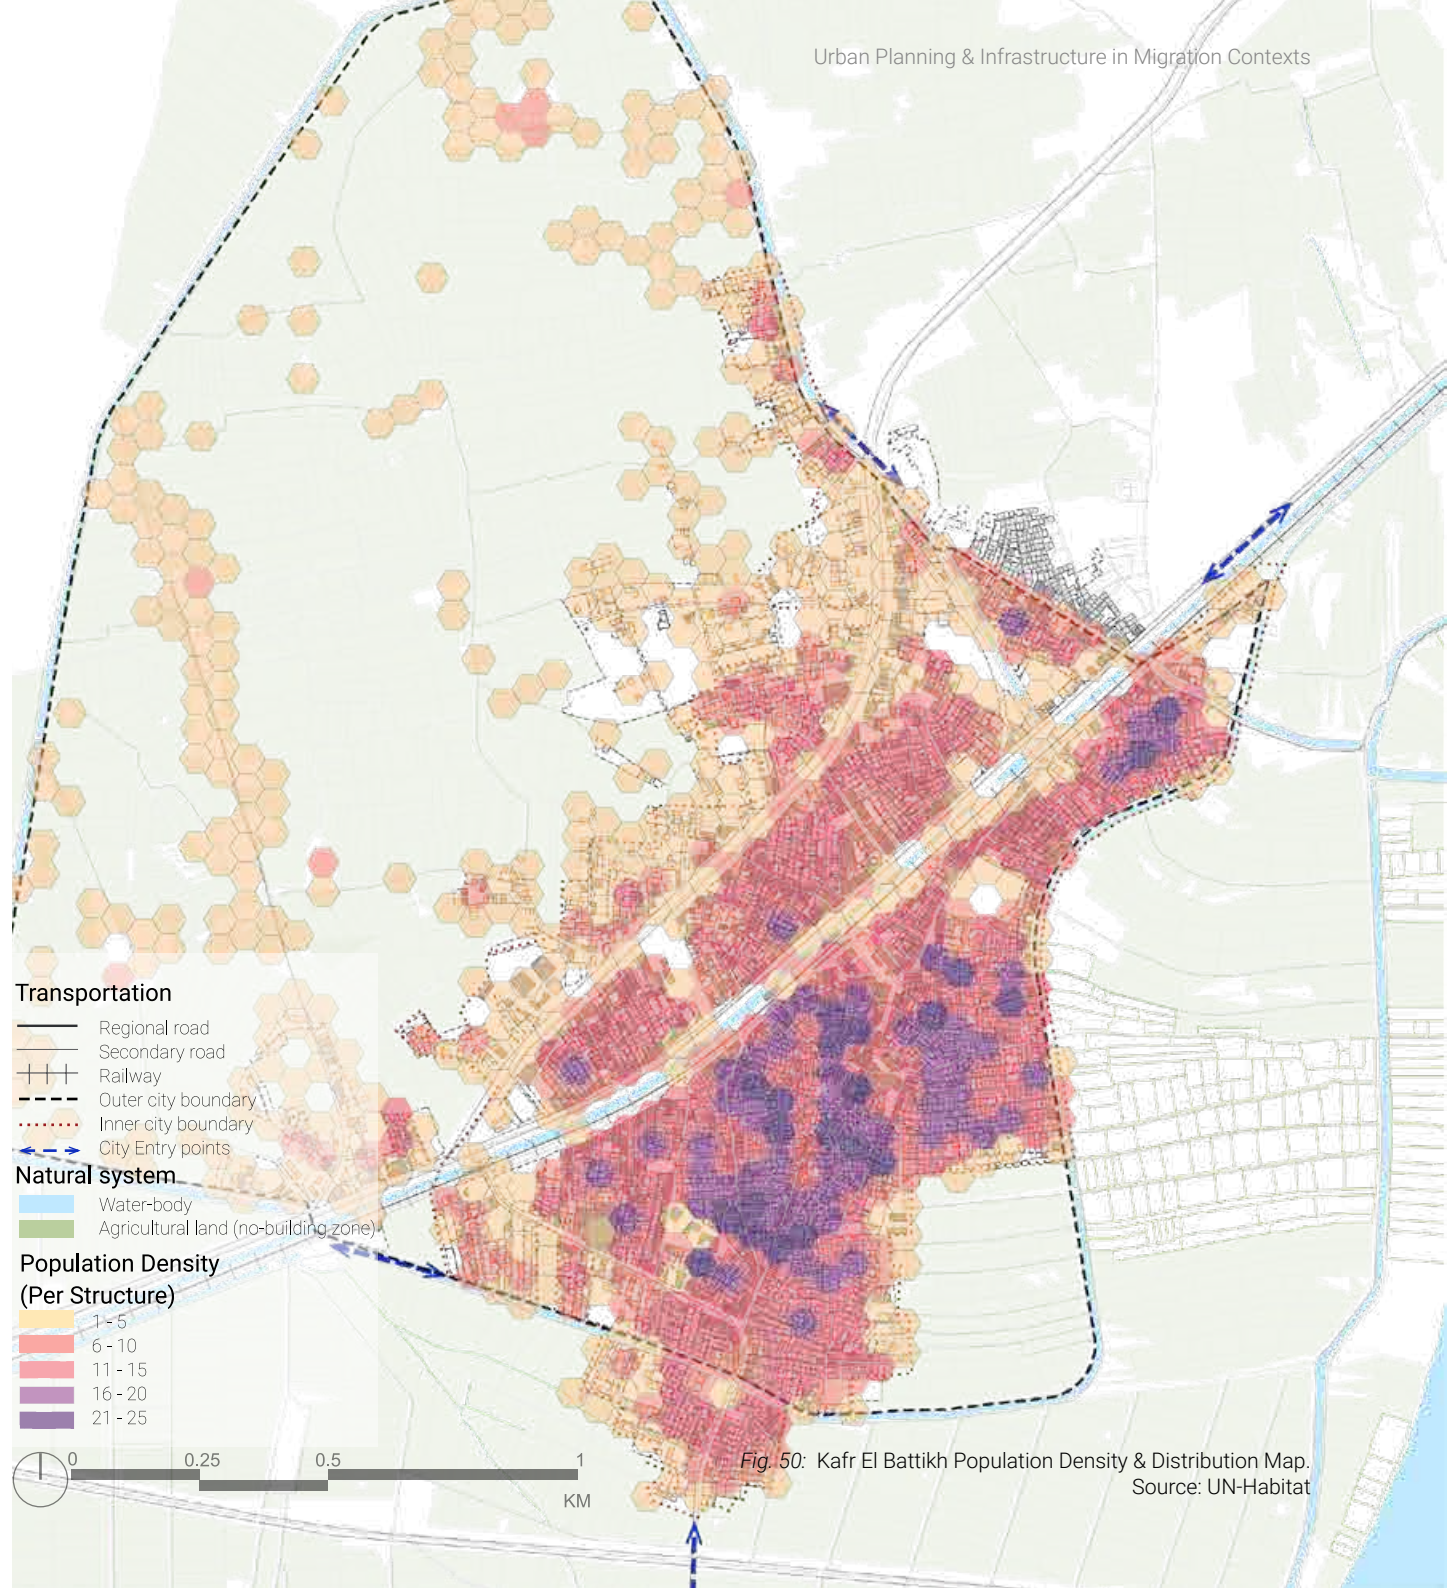 Urban Planning & Infrastructure in Migration Contexts
Transportation
Regional road
Secondary road
Railway
Outer city boundary
Inner city boundary
City Entry points
Natural system
Water-body
Agricultural land (no-building zone)
Population Density
(Per Structure)
1 - 5
6 - 10
11 - 15
16 - 20
21 - 25
0 0.25 0.5 1
KM
Fig. 50: Kafr El Battikh Population Density & Distribution Map.
Source: UN-Habitat